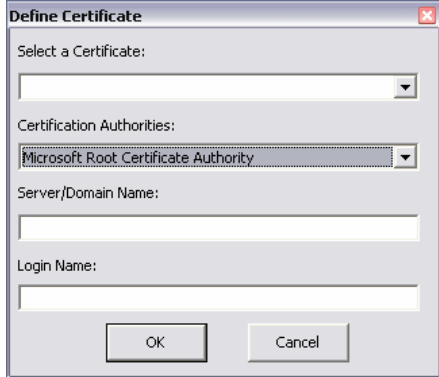 Define Certificate
Select a Certificate:
Certification Authorities:
Microsoft Root Certificate Authority
Server/Domain Name:
Login Name:
OK
Cancel